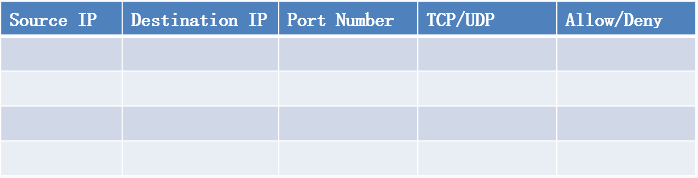 Source IP Destination IP Port Number TCP/UDP Allow/Deny